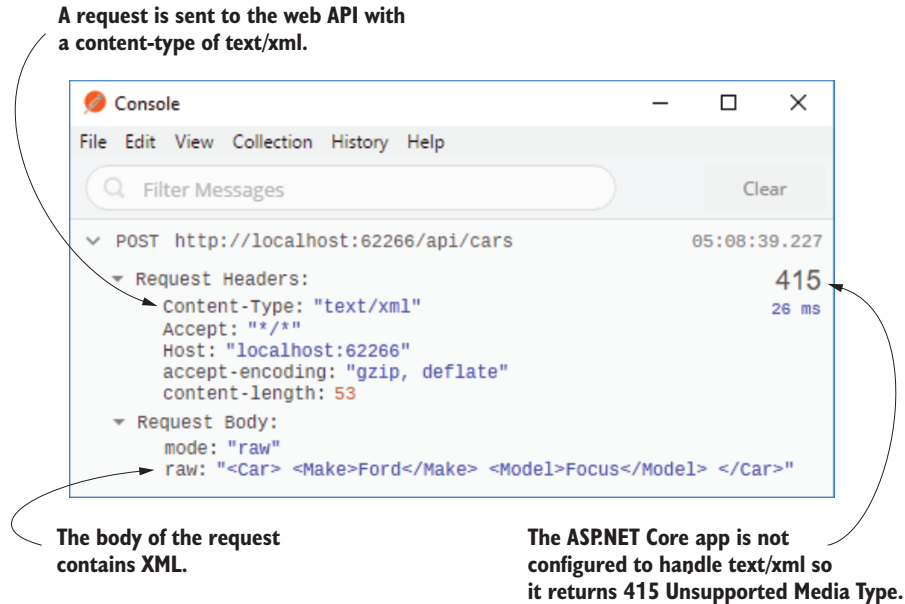 A request is sent to the web API with
a content-type of text/xml.
Console
File Edit View Collection History Help
Filter Messages
Clear
POST http://localhost:62266/api/cars 05:08:39.227
Request Headers: 415
Content-Type: "text/xml" 26 ms
Accept: "*/*"
Host: "localhost:62266"
accept-encoding: "gzip, deflate"
content-length: 53
Request Body:
mode: "raw"
raw: "<Car> <Make>Ford</Make> <Model>Focus</Model> </Car>"
The body of the request
contains XML.
The ASP.NET Core app is not
configured to handle text/xml so
it returns 415 Unsupported Media Type.